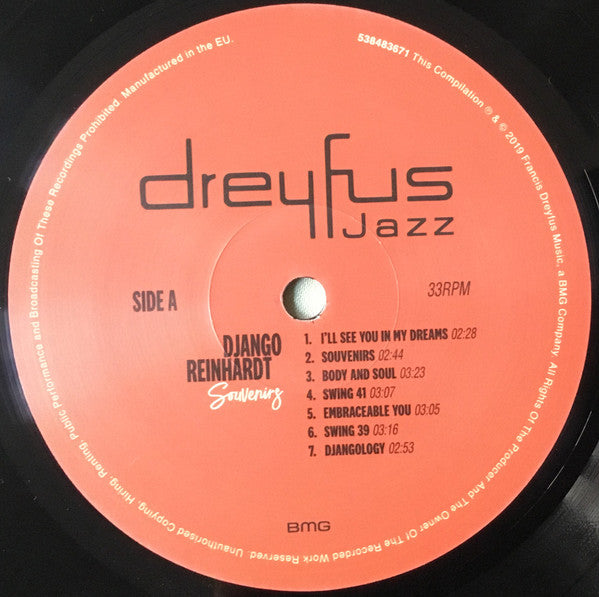 538483671 This Compilation ℗ & © 2019 Francis Dreyfus Music, a BMG Company. All Rights Of The Producer And The Owner Of The Recorded Work Reserved. Unauthorised Copying, Hiring, Renting, Public Performance and Broadcasting Of These Recordings Prohibited. Manufactured in the EU.
dreyfus
Jazz
SIDE A
33RPM
DJANGO
REINHARDT
Souvenirs
1. I'LL SEE YOU IN MY DREAMS 02:28
2. SOUVENIRS 02:44
3. BODY AND SOUL 03:23
4. SWING 41 03:07
5. EMBRACEABLE YOU 03:05
6. SWING 39 03:16
7. DJANGOLOGY 02:53
BMG